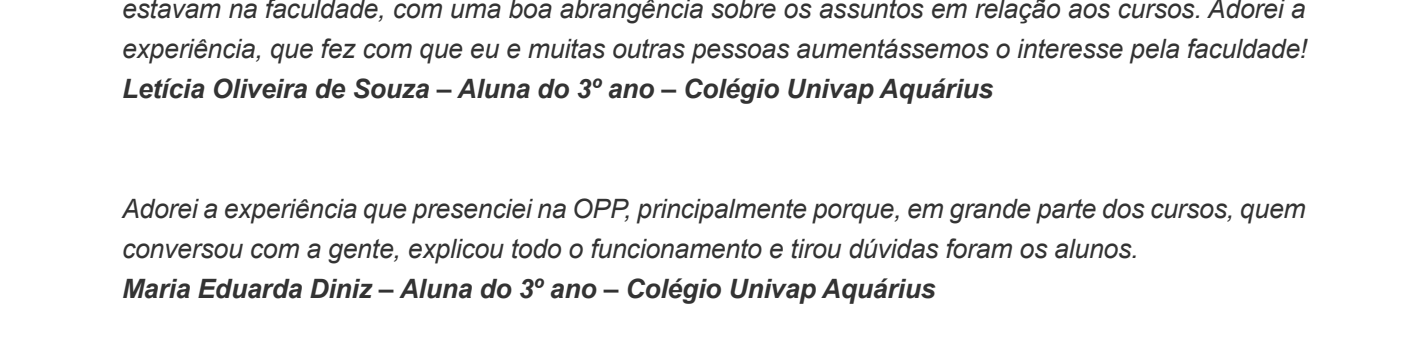 estavam na faculdade, com uma boa abrangência sobre os assuntos em relação aos cursos. Adorei a
experiência, que fez com que eu e muitas outras pessoas aumentássemos o interesse pela faculdade!
Letícia Oliveira de Souza – Aluna do 3º ano – Colégio Univap Aquárius
Adorei a experiência que presenciei na OPP, principalmente porque, em grande parte dos cursos, quem
conversou com a gente, explicou todo o funcionamento e tirou dúvidas foram os alunos.
Maria Eduarda Diniz – Aluna do 3º ano – Colégio Univap Aquárius